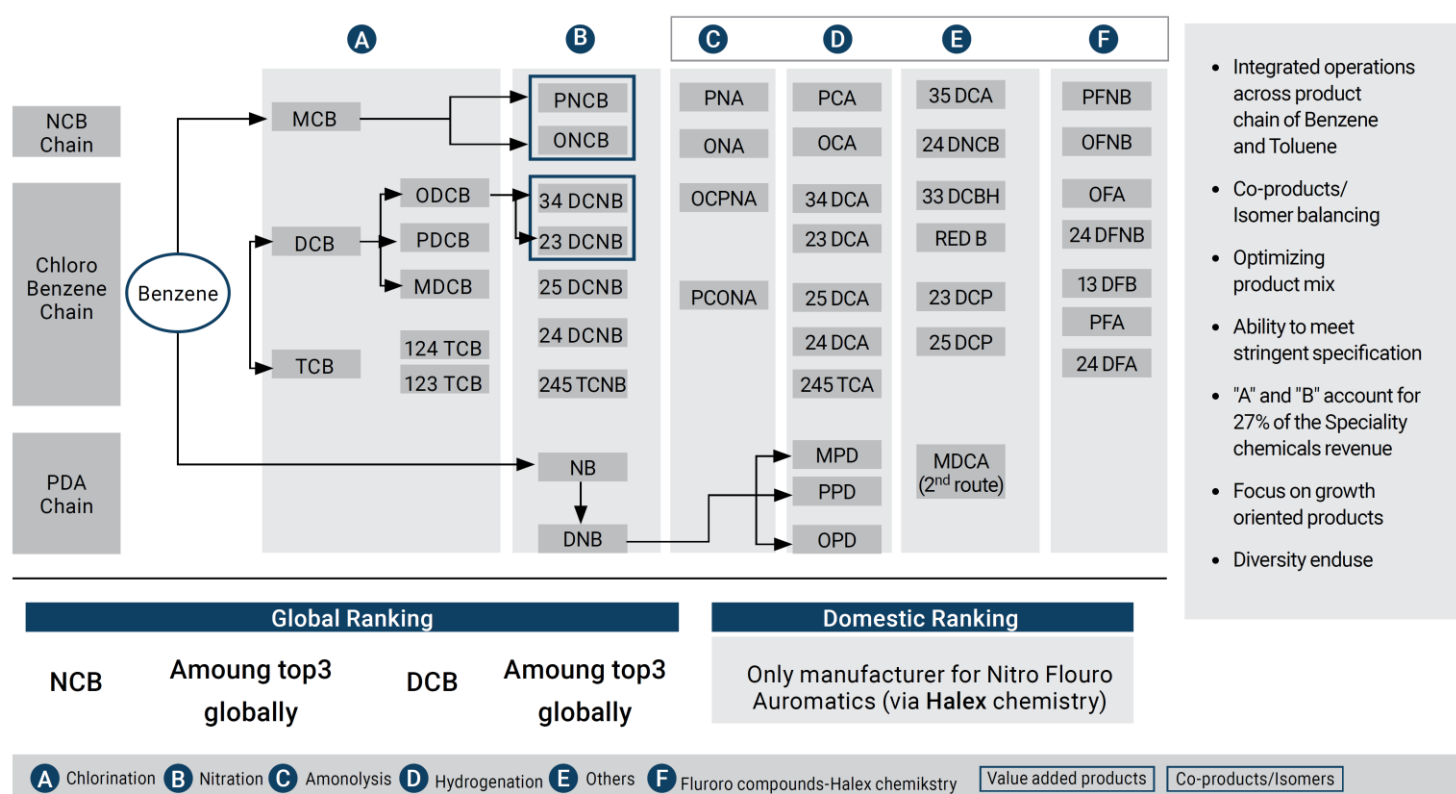 A
B
C
D
E
F
NCB
Chain
Chloro
Benzene
Chain
PDA
Chain
Benzene
MCB
DCB
TCB
ODCB
PDCB
MDCB
124 TCB
123 TCB
PNCB
ONCB
34 DCNB
23 DCNB
25 DCNB
24 DCNB
245 TCNB
NB
DNB
PNA
ONA
OCPNA
PCONA
PCA
OCA
34 DCA
23 DCA
25 DCA
24 DCA
245 TCA
MPD
PPD
OPD
35 DCA
24 DNCB
33 DCBH
RED B
23 DCP
25 DCP
MDCA
(2nd route)
PFNB
OFNB
OFA
24 DFNB
13 DFB
PFA
24 DFA
• Integrated operations
across product
chain of Benzene
and Toluene
• Co-products/
Isomer balancing
• Optimizing
product mix
• Ability to meet
stringent specification
• "A" and "B" account for
27% of the Speciality
chemicals revenue
• Focus on growth
oriented products
• Diversity enduse
Global Ranking
NCB
Amoung top3
globally
DCB
Amoung top3
globally
Domestic Ranking
Only manufacturer for Nitro Flouro
Auromatics (via Halex chemistry)
A Chlorination B Nitration C Amonolysis D Hydrogenation E Others F Fluroro compounds-Halex chemikstry Value added products Co-products/Isomers